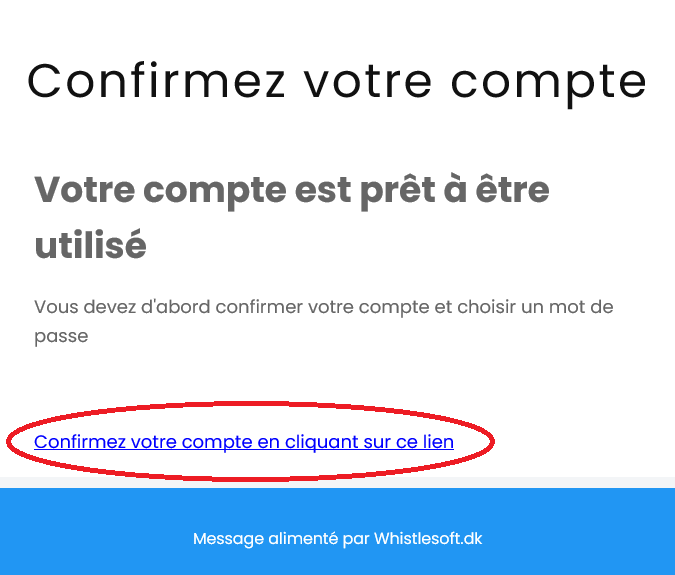 Confirmez votre compte
Votre compte est prêt à être
utilisé
Vous devez d'abord confirmer votre compte et choisir un mot de
passe
Confirmez votre compte en cliquant sur ce lien
Message alimenté par Whistlesoft.dk